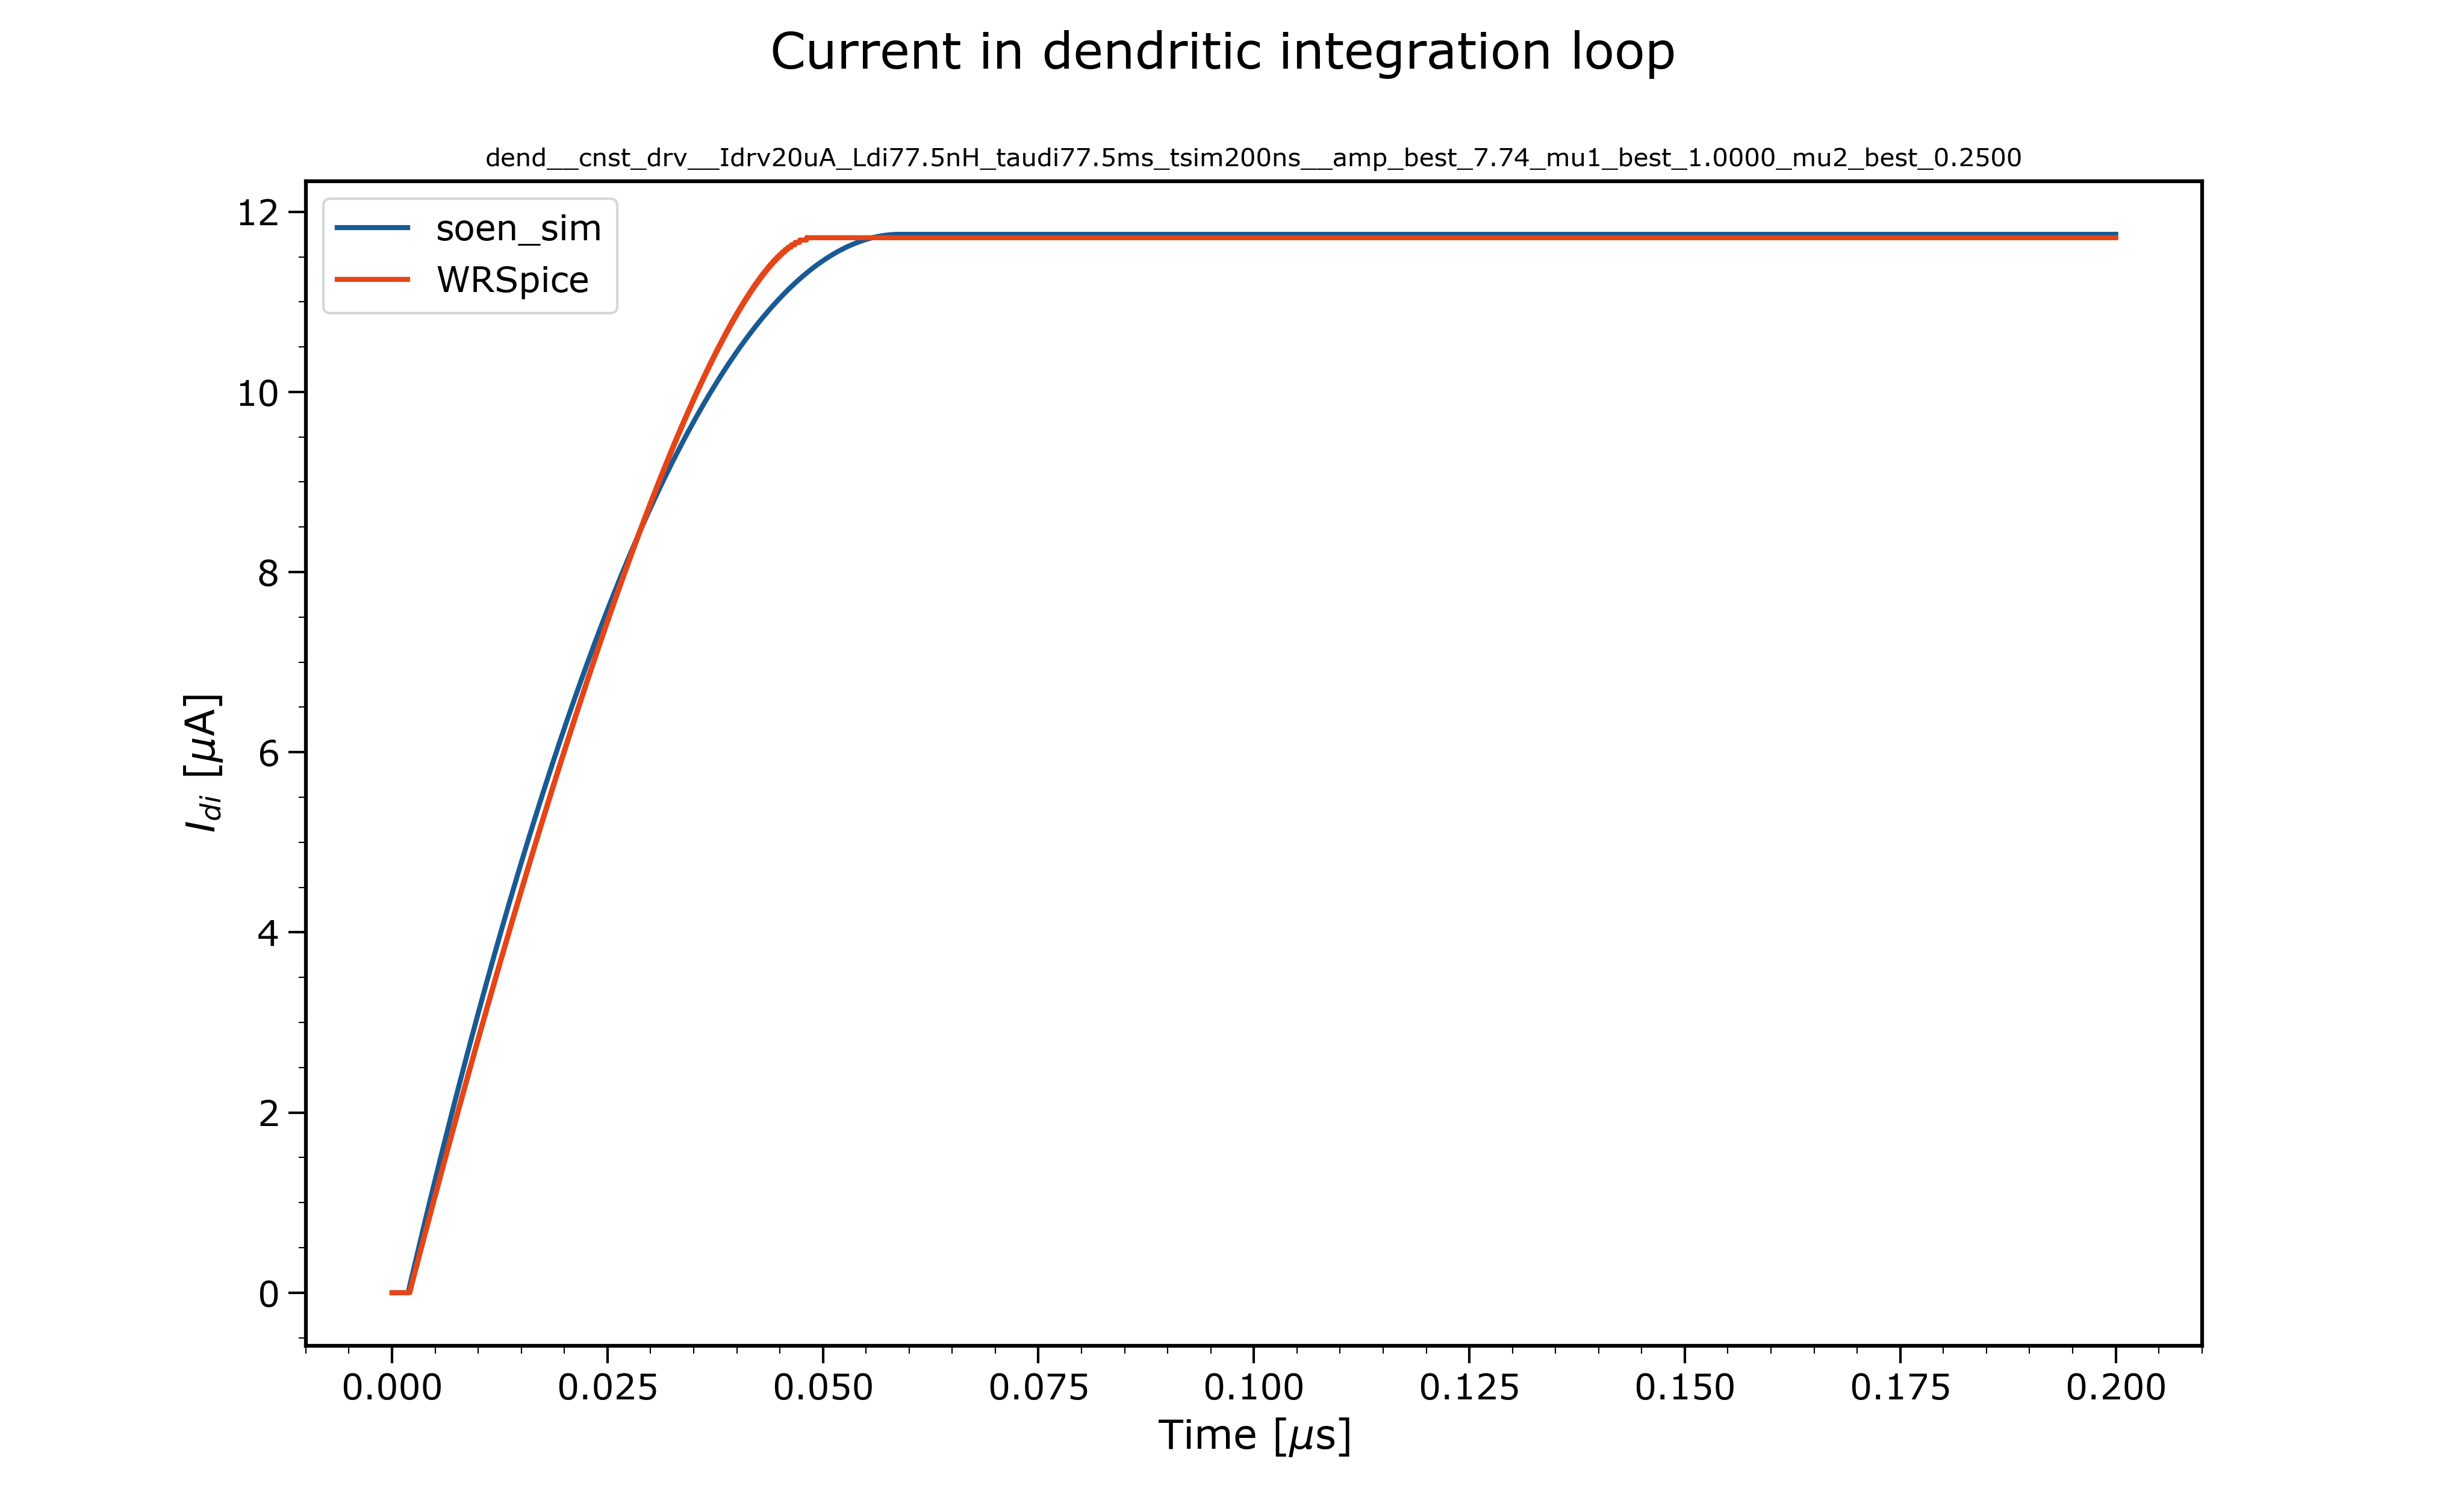 Current in dendritic integration loop
dend__cnst_drv__Idrv20uA_Ldi77.5nH_taudi77.5ms_tsim200ns__amp_best_7.74_mu1_best_1.0000_mu2_best_0.2500
soen_sim
WRSpice
12
10
8
6
4
2
0
I_di [μA]
0.000 0.025 0.050 0.075 0.100 0.125 0.150 0.175 0.200
Time [μs]